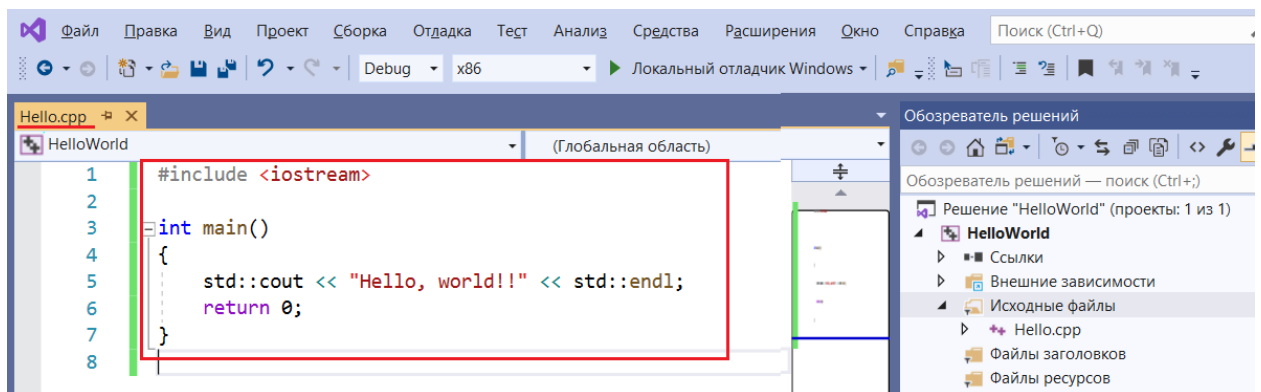 Файл Правка Вид Проект Сборка Отладка Тест Анализ Средства Расширения Окно Справка Поиск (Ctrl+Q)
Debug x86 Локальный отладчик Windows
Hello.cpp
HelloWorld (Глобальная область)
1 #include <iostream>
2
3 int main()
4 {
5 std::cout << "Hello, world!!" << std::endl;
6 return 0;
7 }
8
Обозреватель решений
Обозреватель решений — поиск (Ctrl+;)
Решение "HelloWorld" (проекты: 1 из 1)
HelloWorld
Ссылки
Внешние зависимости
Исходные файлы
Hello.cpp
Файлы заголовков
Файлы ресурсов